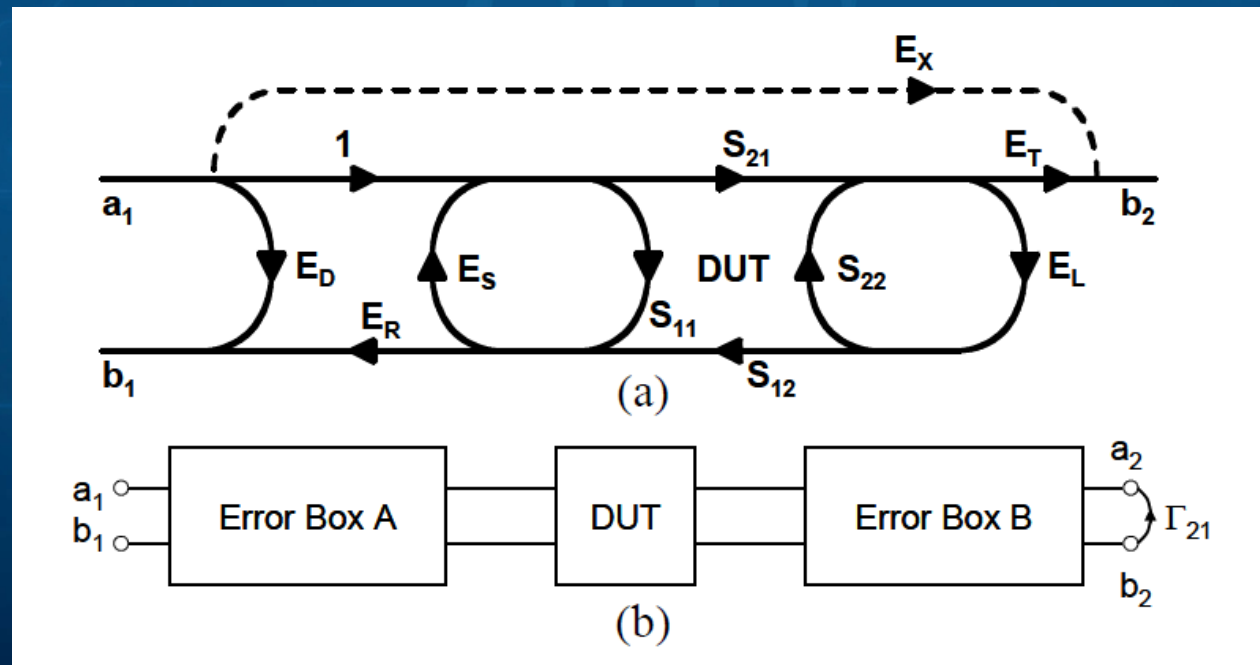 E_X
1
S_21
E_T
a_1
b_2
E_D
E_S
DUT
S_22
E_L
E_R
S_11
b_1
S_12
(a)
a_1
b_1
Error Box A
DUT
Error Box B
a_2
Γ_21
b_2
(b)